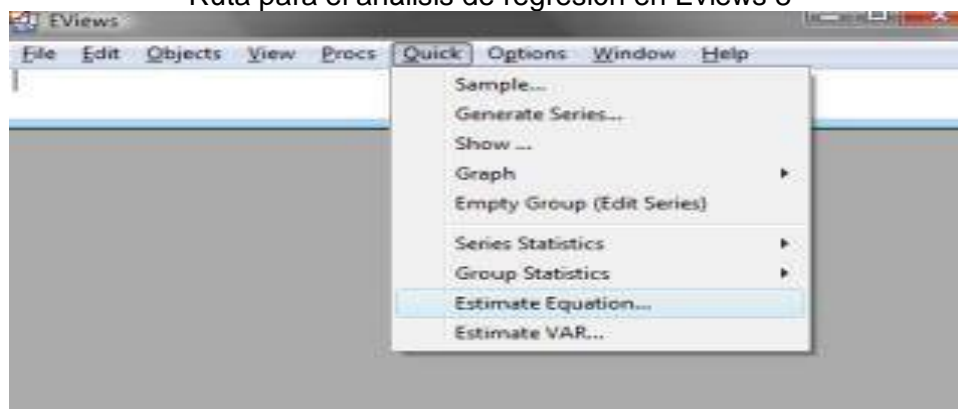 Ruta para el análisis de regresión en Eviews 8
EViews
File Edit Objects View Procs Quick Options Window Help
Sample...
Generate Series...
Show ...
Graph
Empty Group (Edit Series)
Series Statistics
Group Statistics
Estimate Equation...
Estimate VAR...